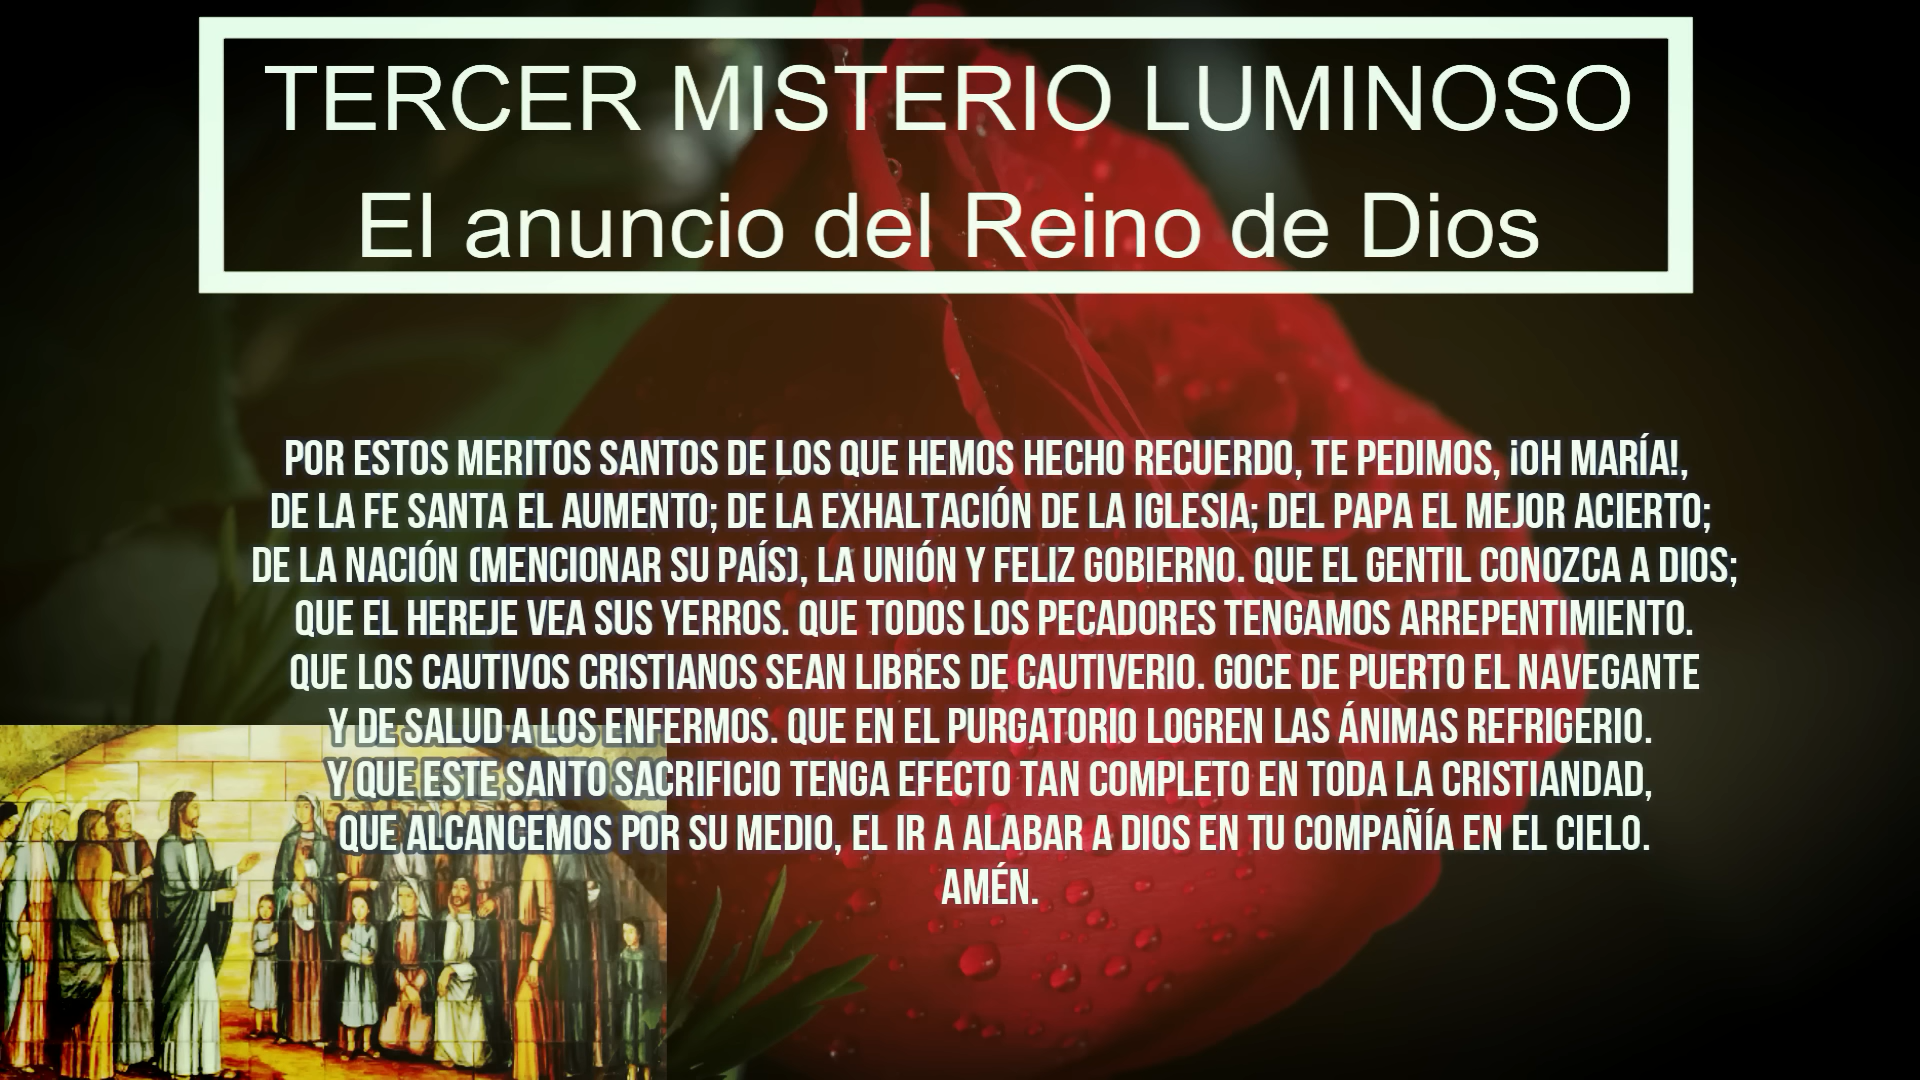 TERCER MISTERIO LUMINOSO
El anuncio del Reino de Dios
POR ESTOS MERITOS SANTOS DE LOS QUE HEMOS HECHO RECUERDO, TE PEDIMOS, ¡OH MARÍA!,
DE LA FE SANTA EL AUMENTO; DE LA EXHALTACIÓN DE LA IGLESIA; DEL PAPA EL MEJOR ACIERTO;
DE LA NACIÓN (MENCIONAR SU PAÍS), LA UNIÓN Y FELIZ GOBIERNO. QUE EL GENTIL CONOZCA A DIOS;
QUE EL HEREJE VEA SUS YERROS. QUE TODOS LOS PECADORES TENGAMOS ARREPENTIMIENTO.
QUE LOS CAUTIVOS CRISTIANOS SEAN LIBRES DE CAUTIVERIO. GOCE DE PUERTO EL NAVEGANTE
Y DE SALUD A LOS ENFERMOS. QUE EN EL PURGATORIO LOGREN LAS ÁNIMAS REFRIGERIO.
Y QUE ESTE SANTO SACRIFICIO TENGA EFECTO TAN COMPLETO EN TODA LA CRISTIANDAD,
QUE ALCANCEMOS POR SU MEDIO, EL IR A ALABAR A DIOS EN TU COMPAÑÍA EN EL CIELO.
AMÉN.